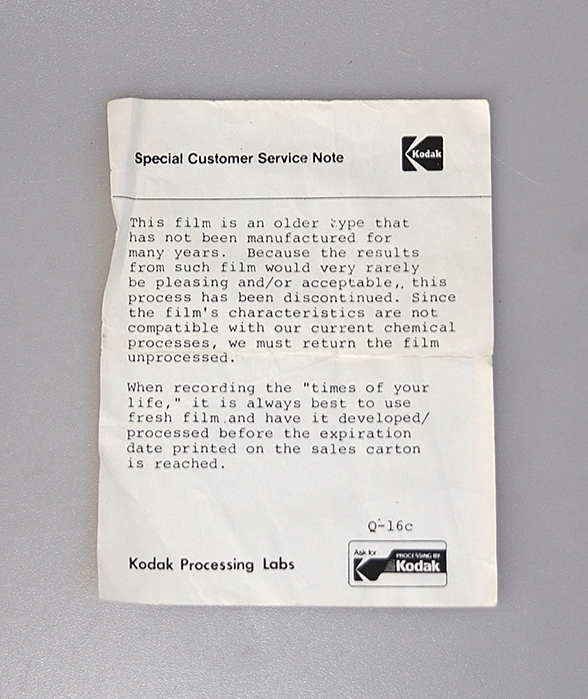 Special Customer Service Note
Kodak
This film is an older type that
has not been manufactured for
many years. Because the results
from such film would very rarely
be pleasing and/or acceptable,, this
process has been discontinued. Since
the film's characteristics are not
compatible with our current chemical
processes, we must return the film
unprocessed.
When recording the "times of your
life," it is always best to use
fresh film and have it developed/
processed before the expiration
date printed on the sales carton
is reached.
Q-16c
Kodak Processing Labs
Ask for
PROCESSING BY
Kodak